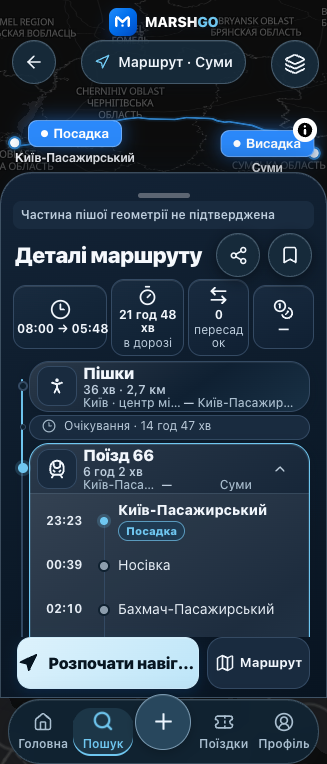 MARSHGO
MEL REGION
СКАЯ ВОБЛАСЦЬ
BRYANSK OBLAST
БРЯНСКАЯ ОБЛАСТЬ
Маршрут · Суми
CHERNIHIV OBLAST
ЧЕРНІГІВСЬКА
ОБЛАСТЬ
Посадка
Висадка
Київ-Пасажирський
Суми
Частина пішої геометрії не підтверджена
Деталі маршруту
08:00 → 05:48
21 год 48
хв
в дорозі
0
пересад
ок
—
Пішки
36 хв · 2,7 км
Київ · центр мі... — Київ-Пасажир...
Очікування · 14 год 47 хв
Поїзд 66
6 год 2 хв
Київ-Паса... — Суми
23:23 Київ-Пасажирський
Посадка
00:39 Носівка
02:10 Бахмач-Пасажирський
Розпочати навіг...
Маршрут
Головна
Пошук
Поїздки
Профіль